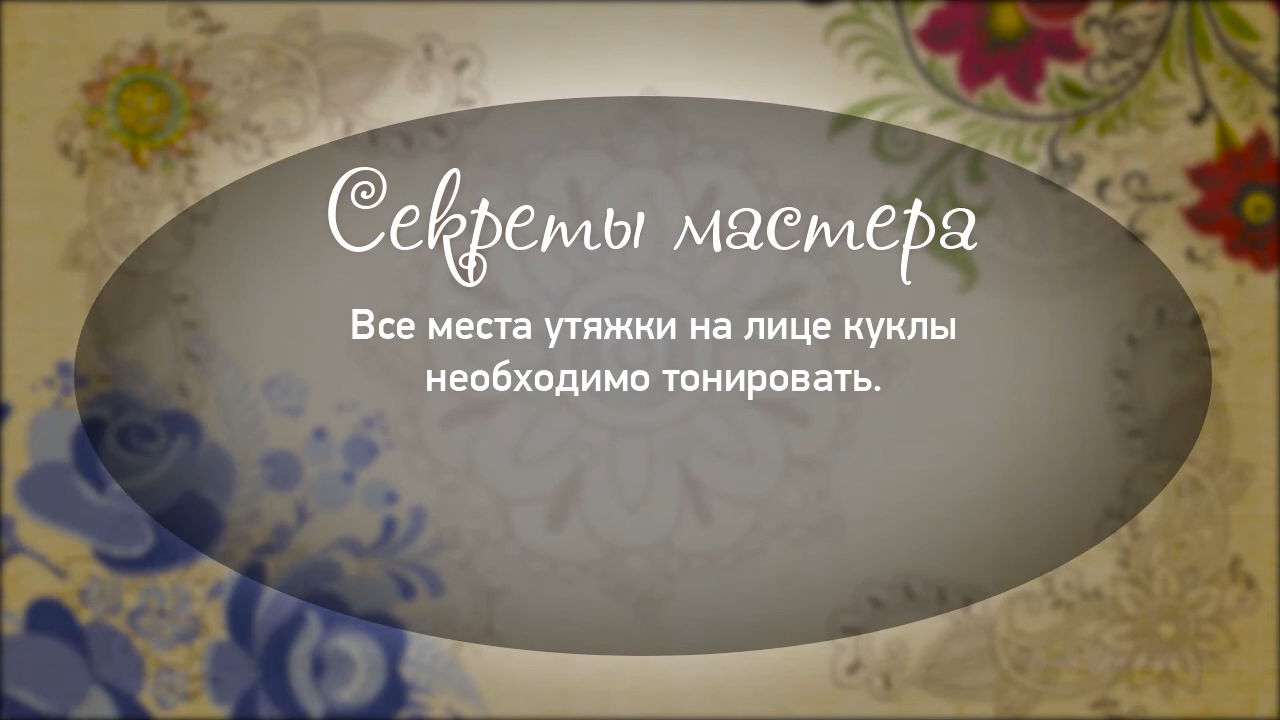 Секреты мастера
Все места утяжки на лице куклы
необходимо тонировать.